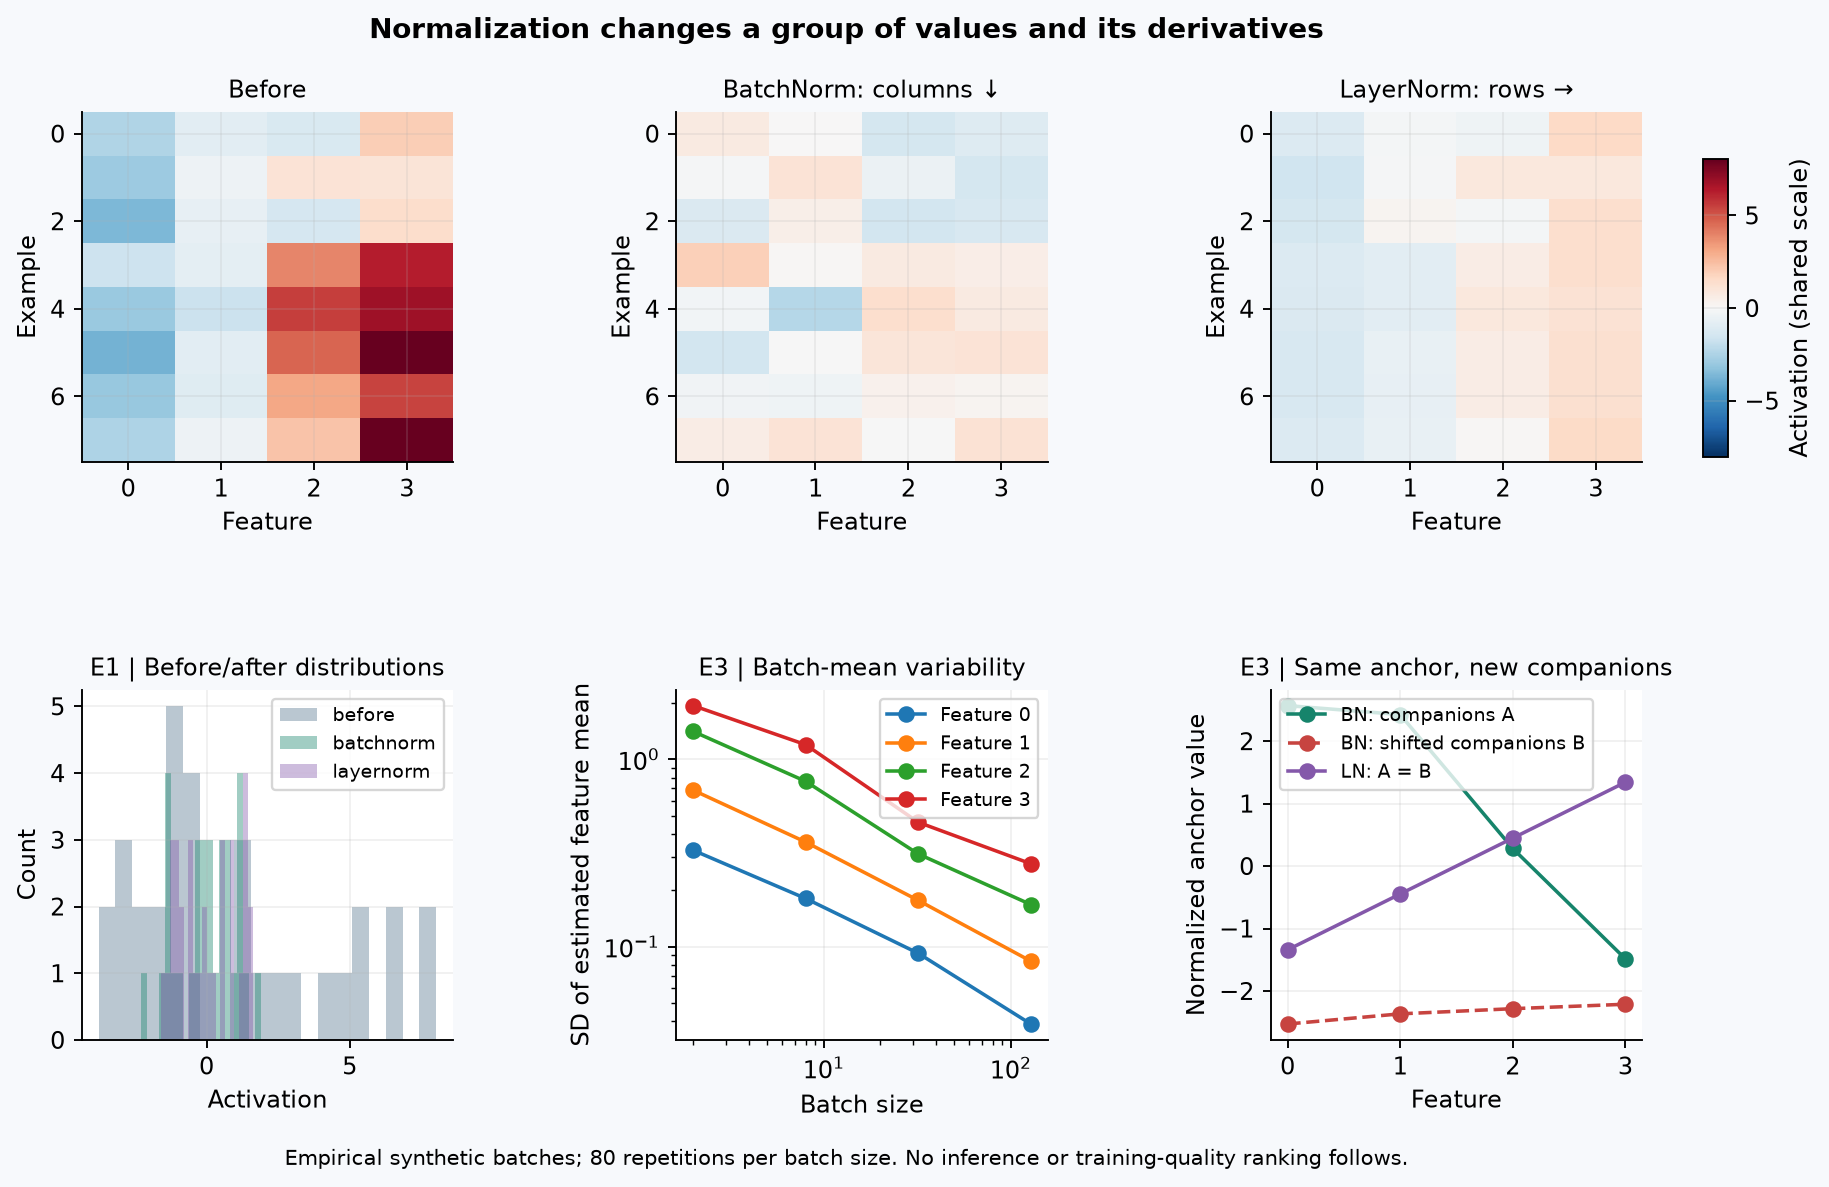 Normalization changes a group of values and its derivatives
Before
0
2
4
6
Example
0 1 2 3
Feature
BatchNorm: columns ↓
0
2
4
6
Example
0 1 2 3
Feature
LayerNorm: rows →
0
2
4
6
Example
0 1 2 3
Feature
5
0
−5
Activation (shared scale)
E1 | Before/after distributions
before
batchnorm
layernorm
5
4
3
2
1
0
Count
0 5
Activation
E3 | Batch-mean variability
Feature 0
Feature 1
Feature 2
Feature 3
10⁰
10⁻¹
SD of estimated feature mean
10¹ 10²
Batch size
E3 | Same anchor, new companions
BN: companions A
BN: shifted companions B
LN: A = B
2
1
0
−1
−2
Normalized anchor value
0 1 2 3
Feature
Empirical synthetic batches; 80 repetitions per batch size. No inference or training-quality ranking follows.